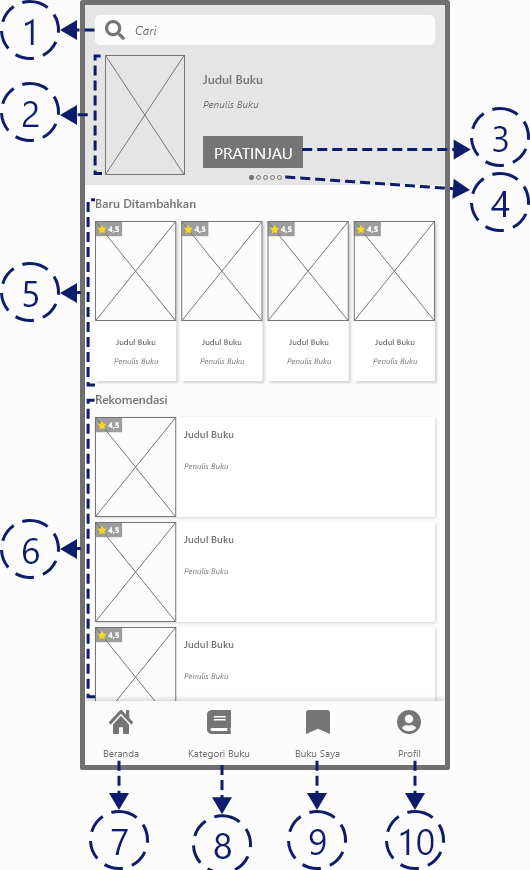 1
Cari
2
Judul Buku
Penulis Buku
PRATINJAU
3
4
Baru Ditambahkan
5
4,5 4,5 4,5 4,5
Judul Buku Judul Buku Judul Buku Judul Buku
Penulis Buku Penulis Buku Penulis Buku Penulis Buku
Rekomendasi
4,5
Judul Buku
Penulis Buku
6
4,5
Judul Buku
Penulis Buku
4,5
Judul Buku
Penulis Buku
Beranda Kategori Buku Buku Saya Profil
7 8 9 10